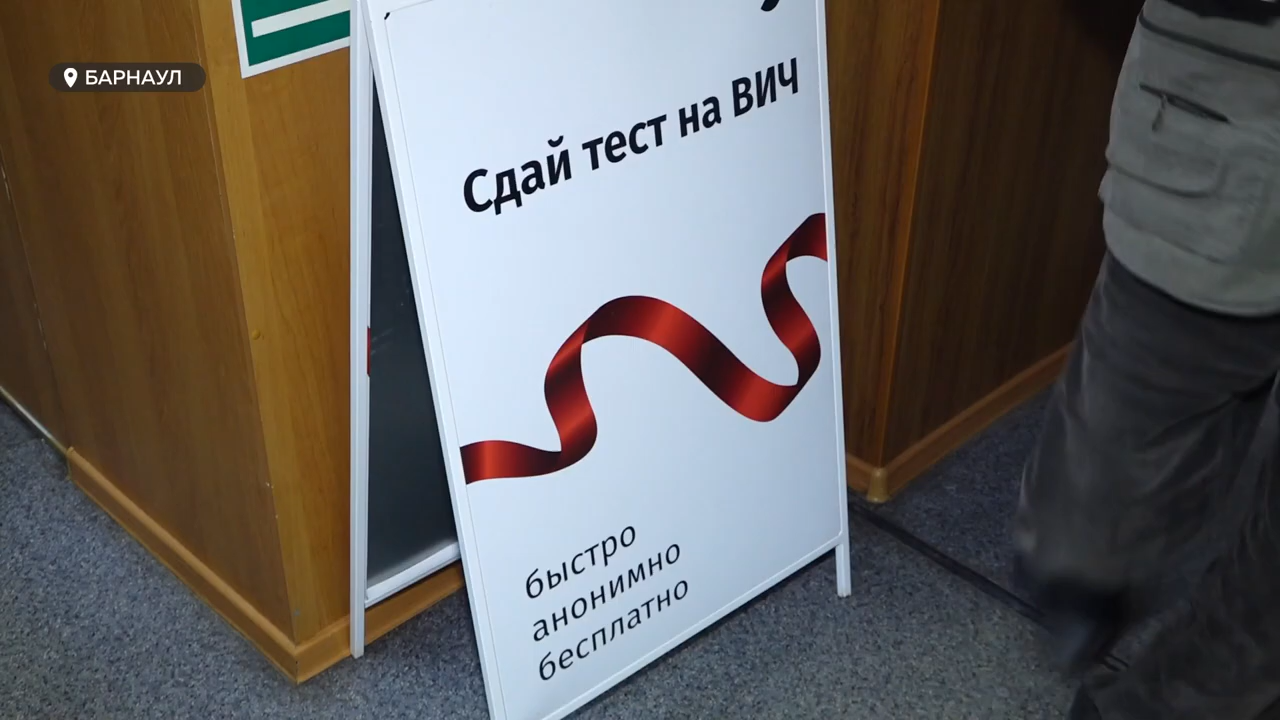 БАРНАУЛ
Сдай тест на ВИЧ
быстро
анонимно
бесплатно